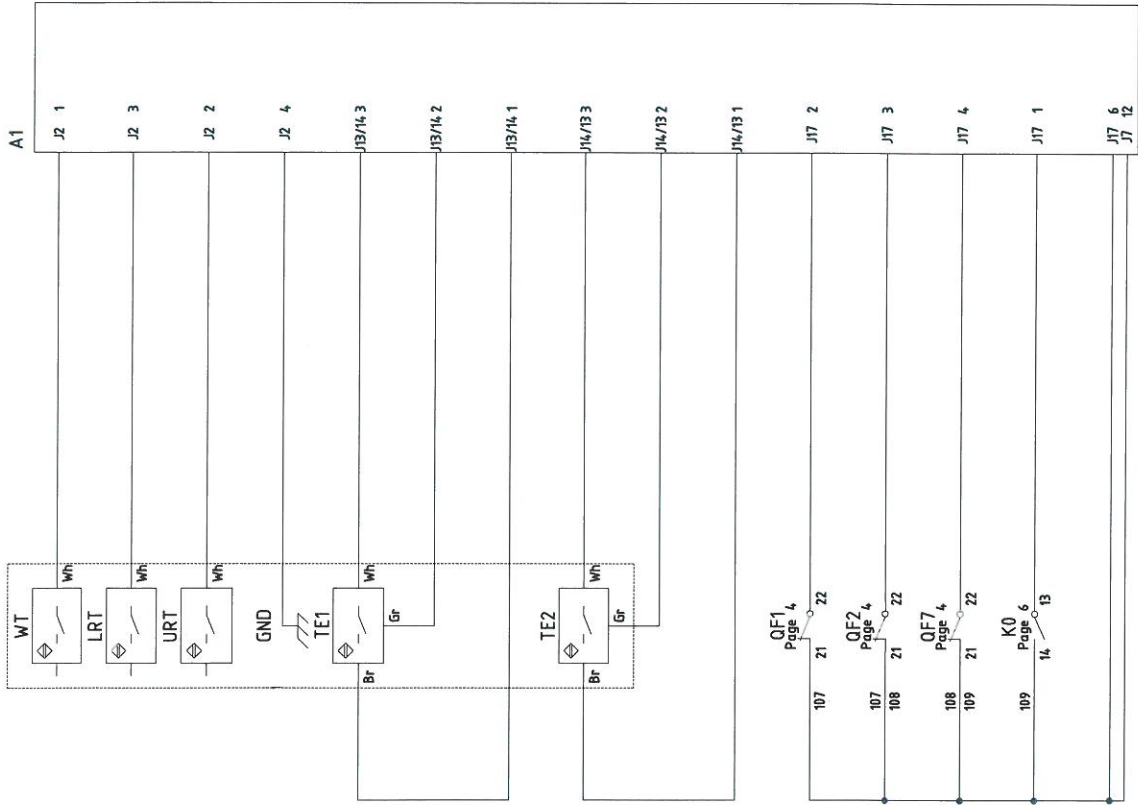 A1
J2 1
J2 3
J2 2
J2 4
J13/14 3
J13/14 2
J13/14 1
J14/13 3
J14/13 2
J14/13 1
J17 2
J17 3
J17 4
J17 1
J17 6
J7 12
WT
Wh
LRT
Wh
URT
Wh
GND
TE1
Wh
Gr
Br
TE2
Wh
Gr
Br
QF1
Page 4
22
21
107
QF2
Page 4
22
21
107
108
QF7
Page 4
22
21
108
109
K0
Page 6
13
14
109